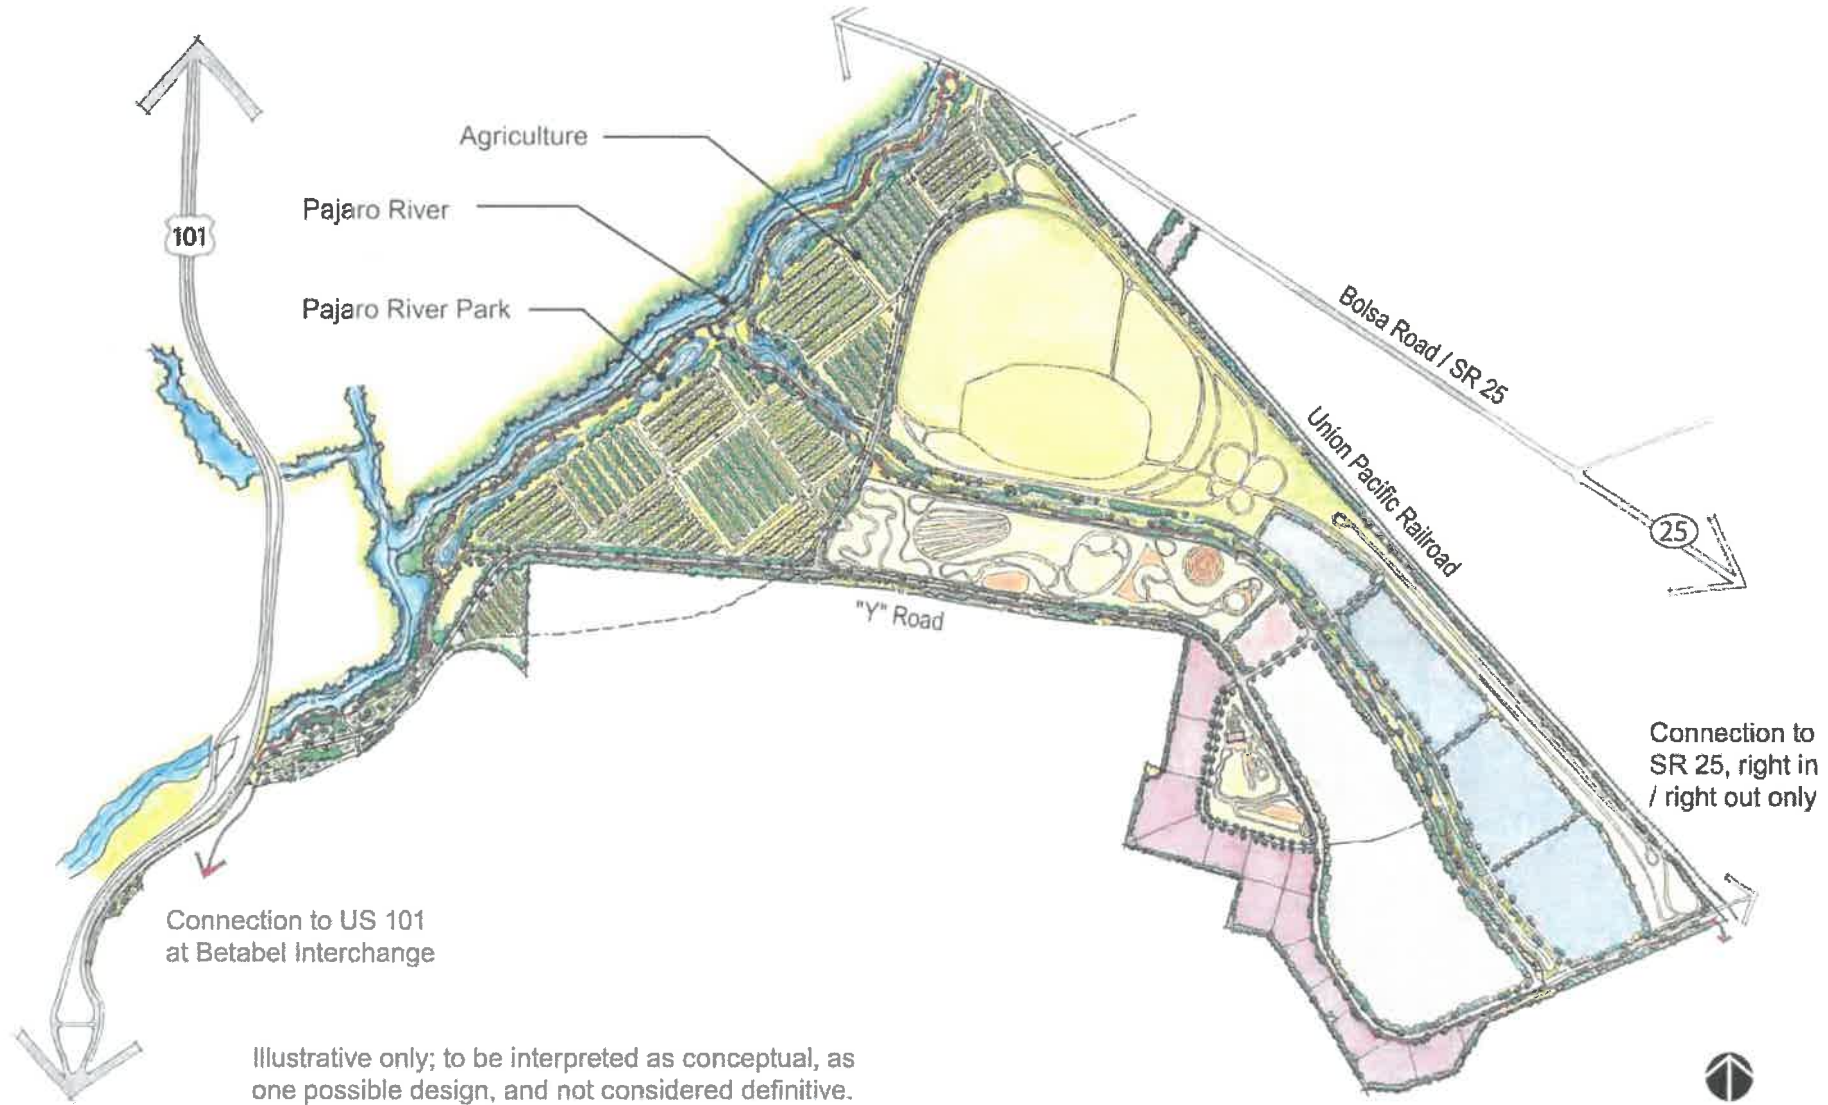 Agriculture
Pajaro River
101
Pajaro River Park
Bolsa Road / SR 25
Union Pacific Railroad
25
"Y" Road
Connection to
SR 25, right in
/ right out only
Connection to US 101
at Betabel Interchange
Illustrative only; to be interpreted as conceptual, as
one possible design, and not considered definitive.